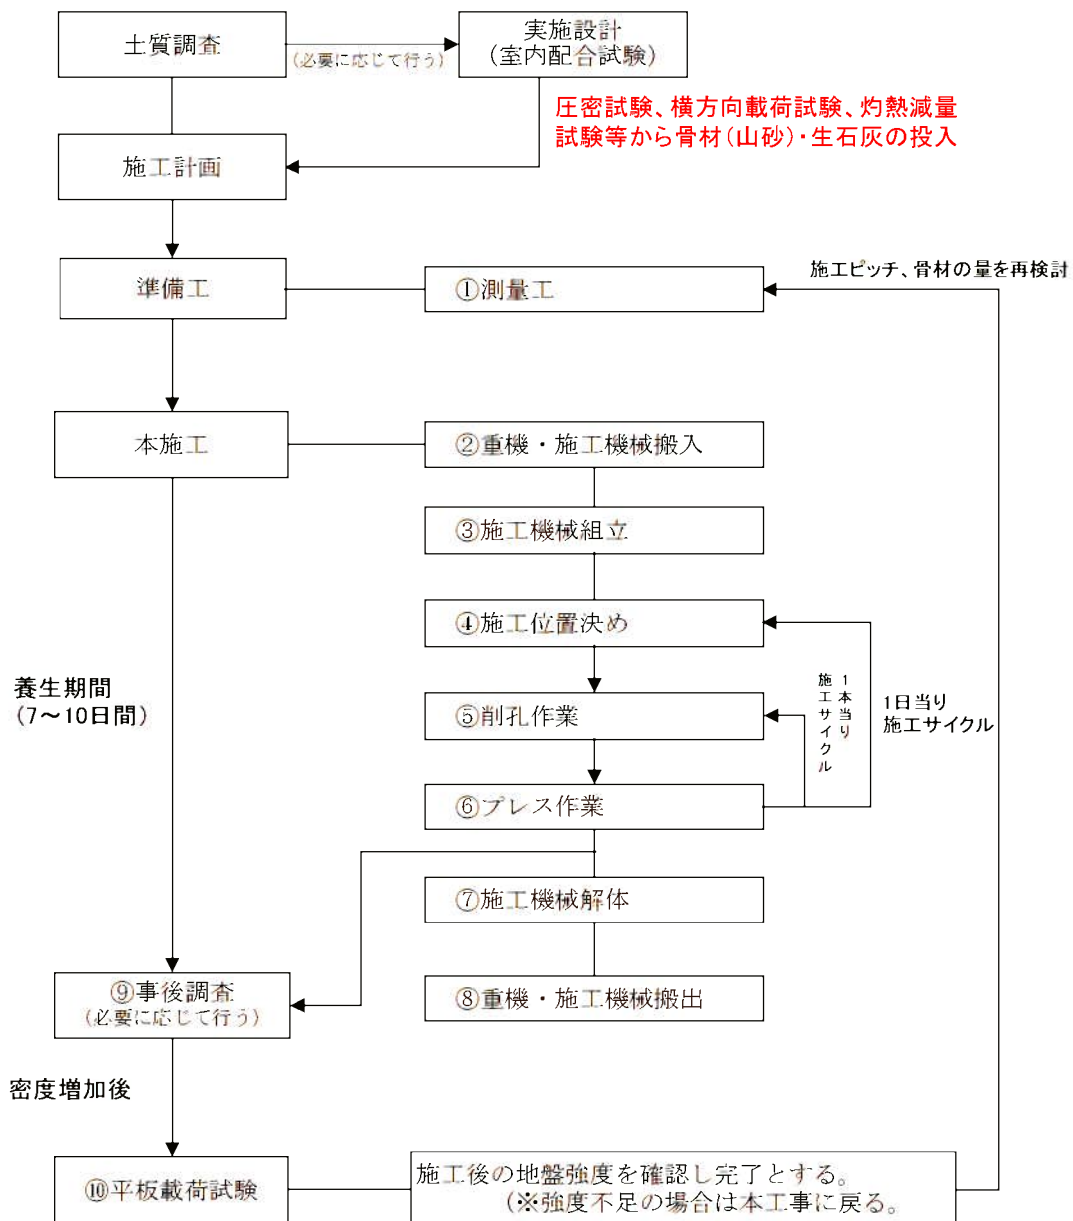 土質調査
(必要に応じて行う)
実施設計
(室内配合試験)
圧密試験、横方向載荷試験、灼熱減量
試験等から骨材(山砂)・生石灰の投入
施工計画
準備工
①測量工
施工ピッチ、骨材の量を再検討
本施工
②重機・施工機械搬入
③施工機械組立
④施工位置決め
養生期間
(7～10日間)
⑤削孔作業
1本当り
施工サイクル
1日当り
施工サイクル
⑥プレス作業
⑦施工機械解体
⑧重機・施工機械搬出
⑨事後調査
(必要に応じて行う)
密度増加後
⑩平板載荷試験
施工後の地盤強度を確認し完了とする。
(※強度不足の場合は本工事に戻る。